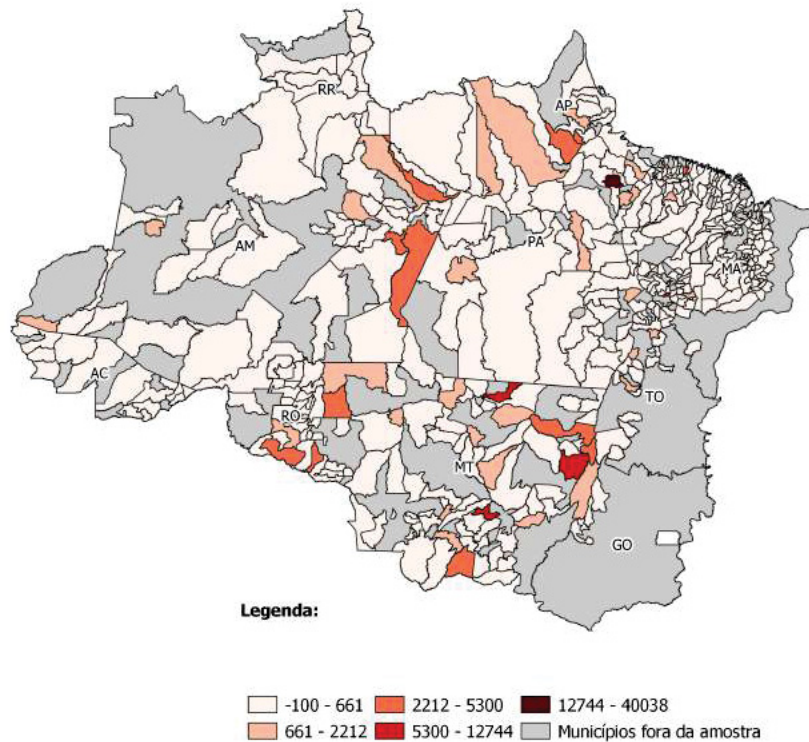 RR
AP
AM
PA
MA
AC
TO
RO
MT
GO
Legenda:
-100 - 661
2212 - 5300
12744 - 40038
661 - 2212
5300 - 12744
Municípios fora da amostra